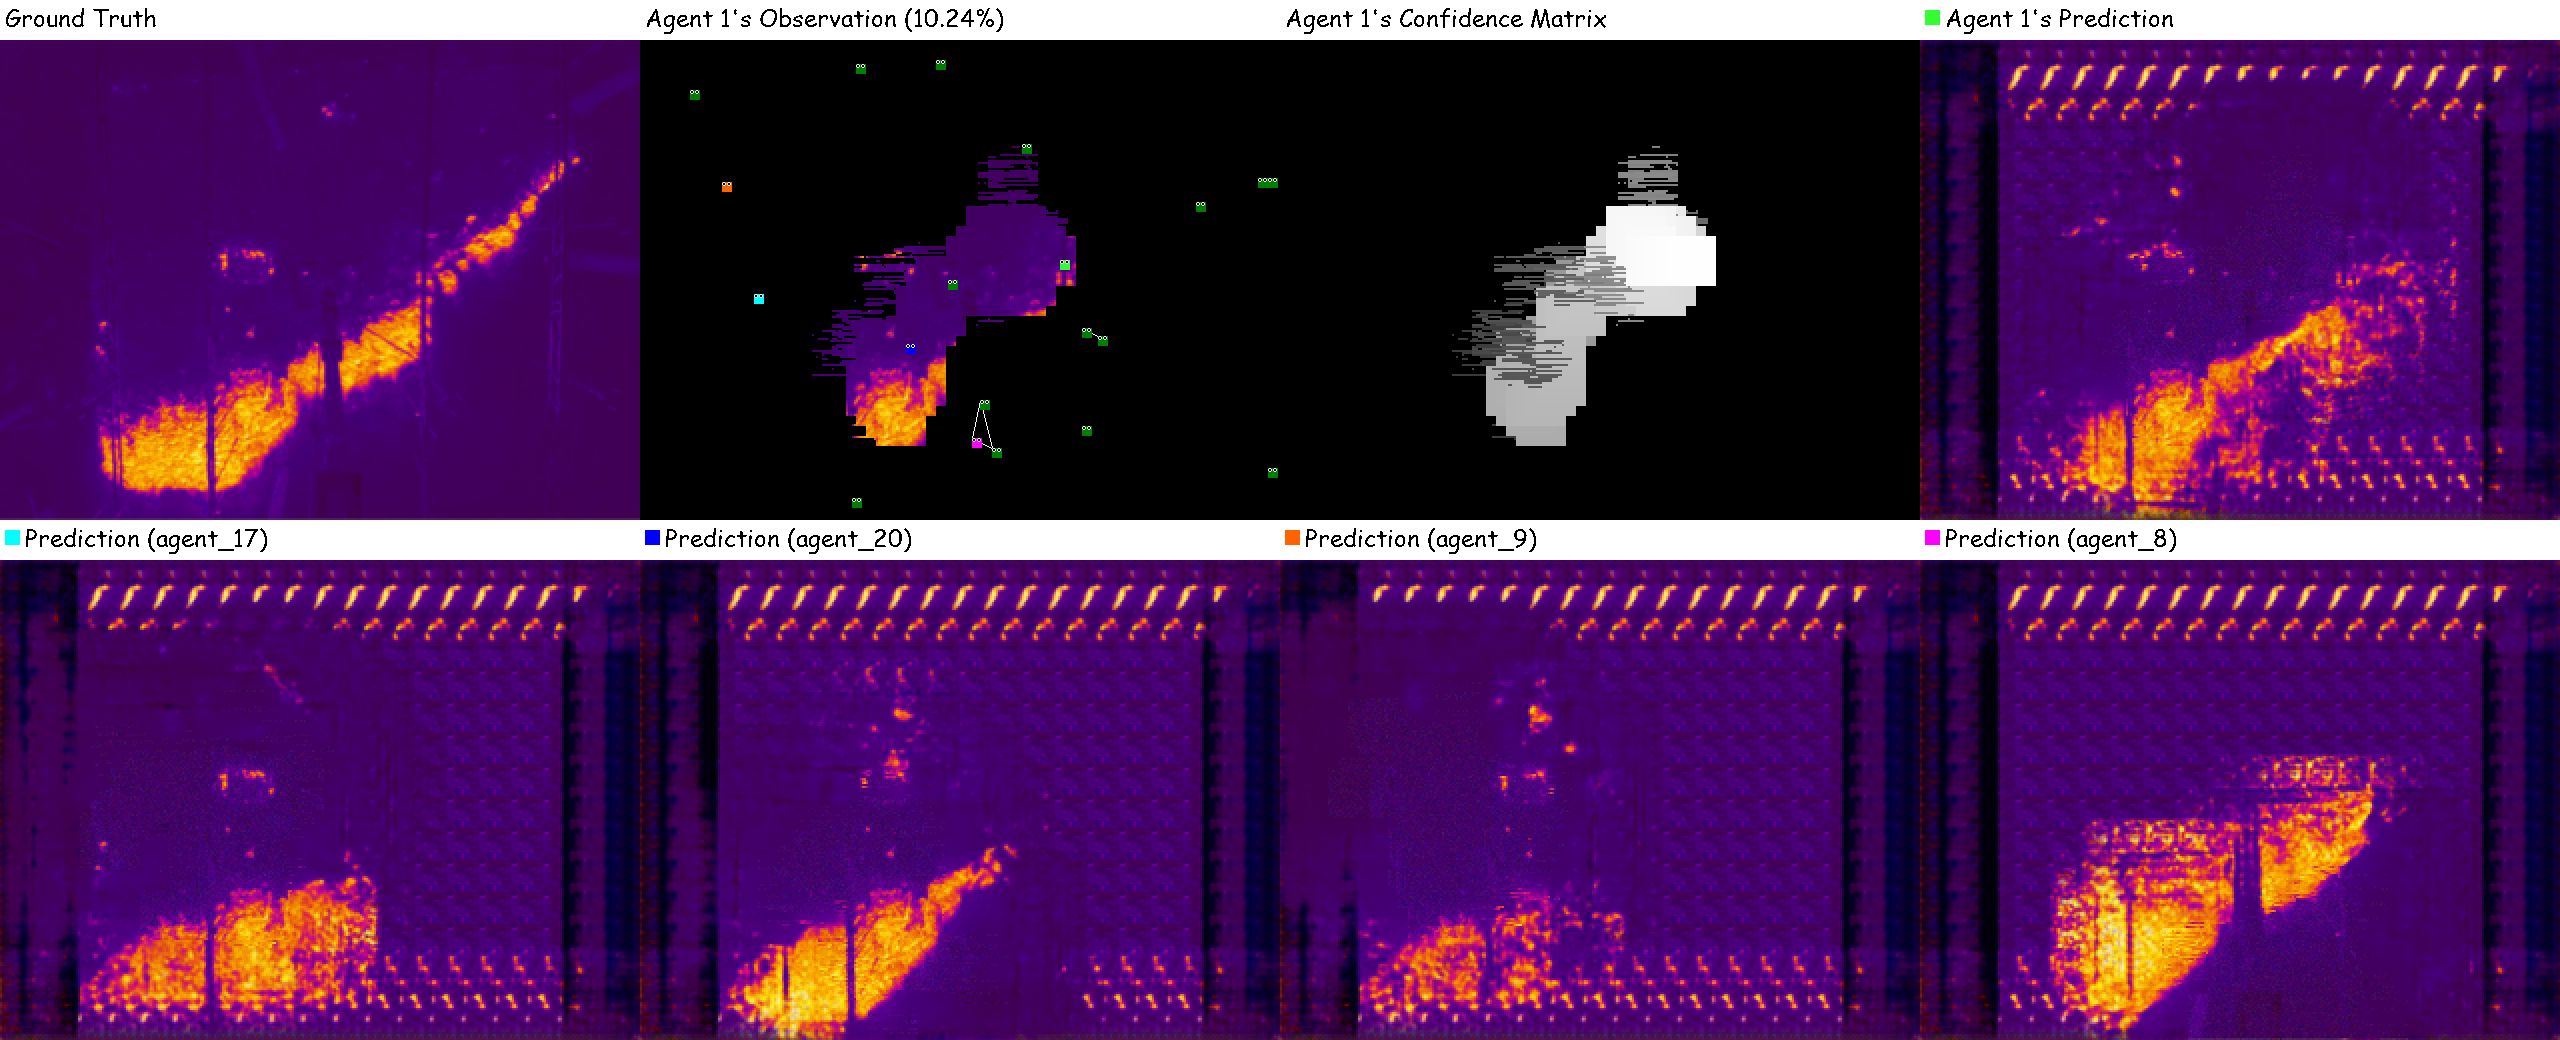 Ground Truth
Agent 1's Observation (10.24%)
Agent 1's Confidence Matrix
Agent 1's Prediction
Prediction (agent_17)
Prediction (agent_20)
Prediction (agent_9)
Prediction (agent_8)